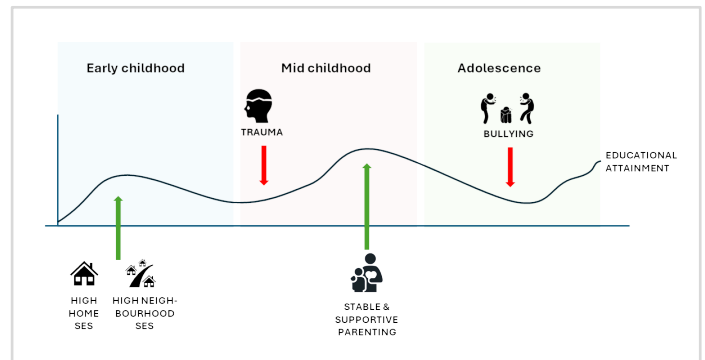 Early childhood
Mid childhood
Adolescence
TRAUMA
BULLYING
EDUCATIONAL
ATTAINMENT
HIGH
HOME
SES
HIGH NEIGH-
BOURHOOD
SES
STABLE &
SUPPORTIVE
PARENTING